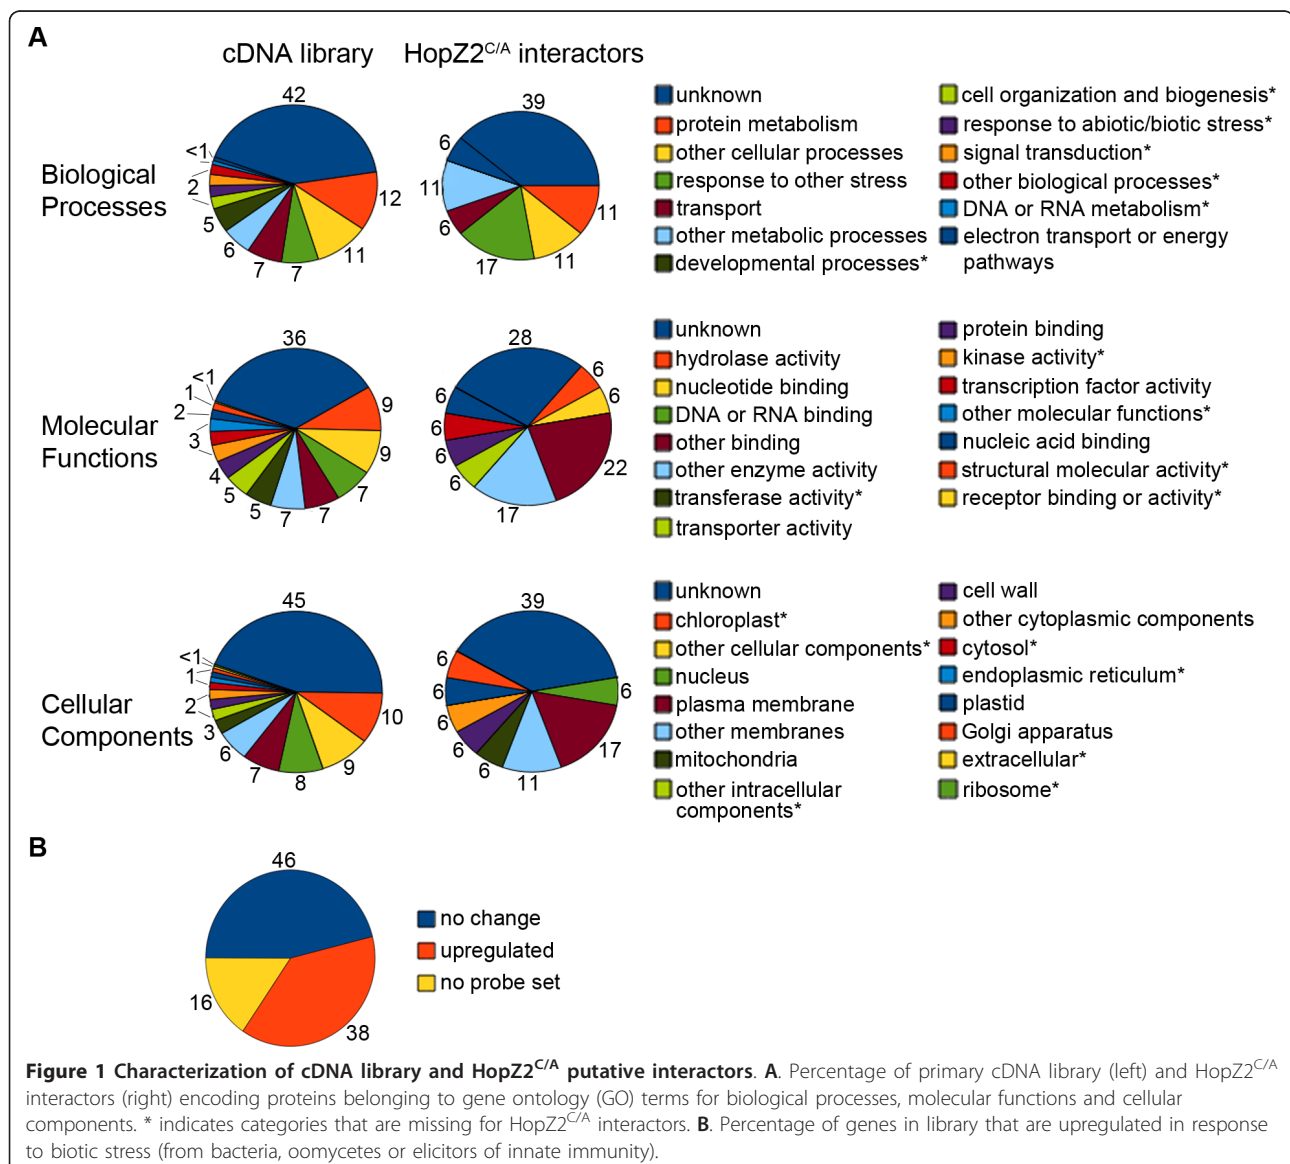 A
cDNA library
HopZ2C/A interactors
Biological
Processes
42
12
11
7
7
6
5
2
<1
39
11
11
17
6
11
6
unknown
protein metabolism
other cellular processes
response to other stress
transport
other metabolic processes
developmental processes*
cell organization and biogenesis*
response to abiotic/biotic stress*
signal transduction*
other biological processes*
DNA or RNA metabolism*
electron transport or energy
pathways
Molecular
Functions
36
9
9
7
7
7
5
5
4
3
2
1
<1
28
6
6
22
17
6
6
6
6
unknown
hydrolase activity
nucleotide binding
DNA or RNA binding
other binding
other enzyme activity
transferase activity*
transporter activity
protein binding
kinase activity*
transcription factor activity
other molecular functions*
nucleic acid binding
structural molecular activity*
receptor binding or activity*
Cellular
Components
45
10
9
8
7
6
3
2
1
<1
39
6
17
11
6
6
6
6
6
unknown
chloroplast*
other cellular components*
nucleus
plasma membrane
other membranes
mitochondria
other intracellular
components*
cell wall
other cytoplasmic components
cytosol*
endoplasmic reticulum*
plastid
Golgi apparatus
extracellular*
ribosome*
B
46
38
16
no change
upregulated
no probe set
Figure 1 Characterization of cDNA library and HopZ2C/A putative interactors. A. Percentage of primary cDNA library (left) and HopZ2C/A
interactors (right) encoding proteins belonging to gene ontology (GO) terms for biological processes, molecular functions and cellular
components. * indicates categories that are missing for HopZ2C/A interactors. B. Percentage of genes in library that are upregulated in response
to biotic stress (from bacteria, oomycetes or elicitors of innate immunity).